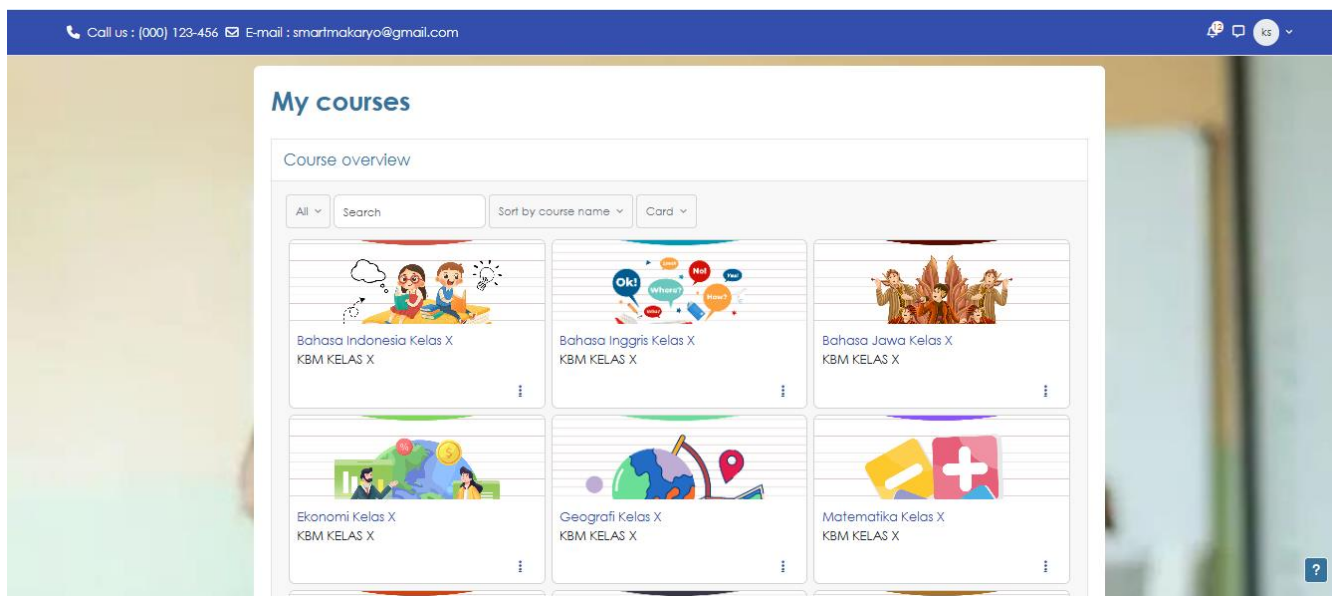 Call us : (000) 123-456 E-mail : smartmakaryo@gmail.com
12
ks
My courses
Course overview
All
Search
Sort by course name
Card
Ok!
Where?
No!
Yes!
How?
What?
Bahasa Indonesia Kelas X
KBM KELAS X
Bahasa Inggris Kelas X
KBM KELAS X
Bahasa Jawa Kelas X
KBM KELAS X
%
$
Ekonomi Kelas X
KBM KELAS X
Geografi Kelas X
KBM KELAS X
Matematika Kelas X
KBM KELAS X
?